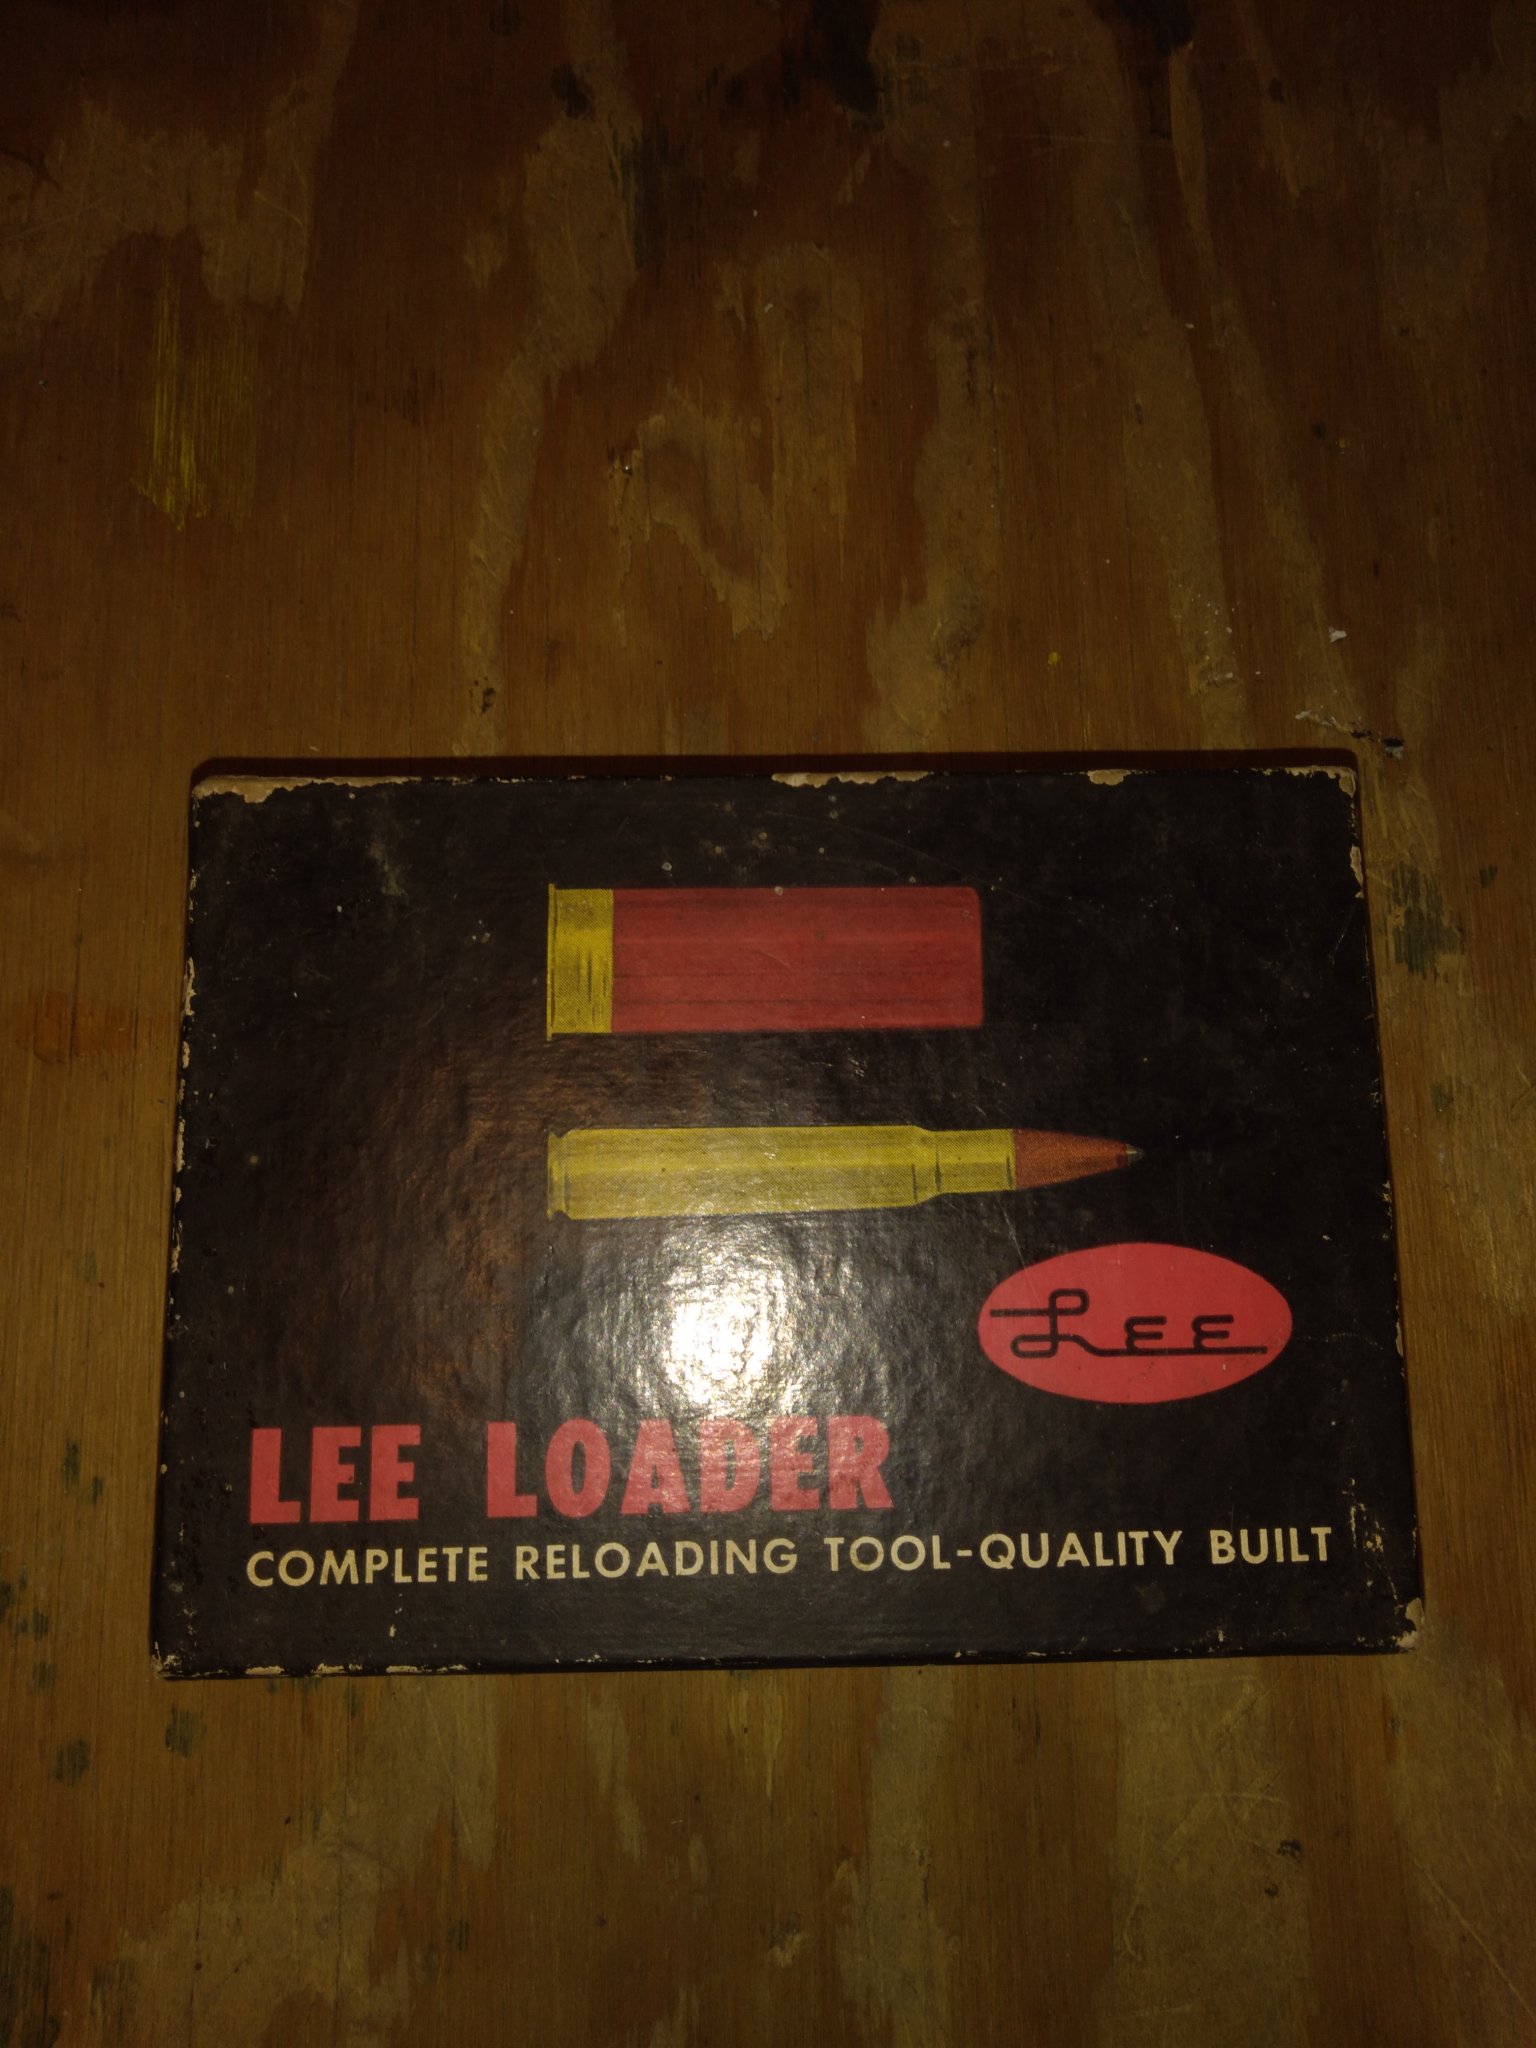 LEE
LEE LOADER
COMPLETE RELOADING TOOL-QUALITY BUILT